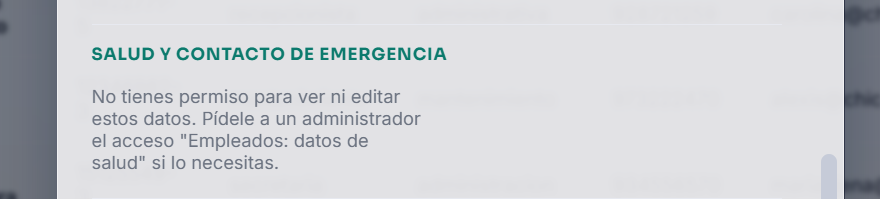 SALUD Y CONTACTO DE EMERGENCIA
No tienes permiso para ver ni editar
estos datos. Pídele a un administrador
el acceso "Empleados: datos de
salud" si lo necesitas.